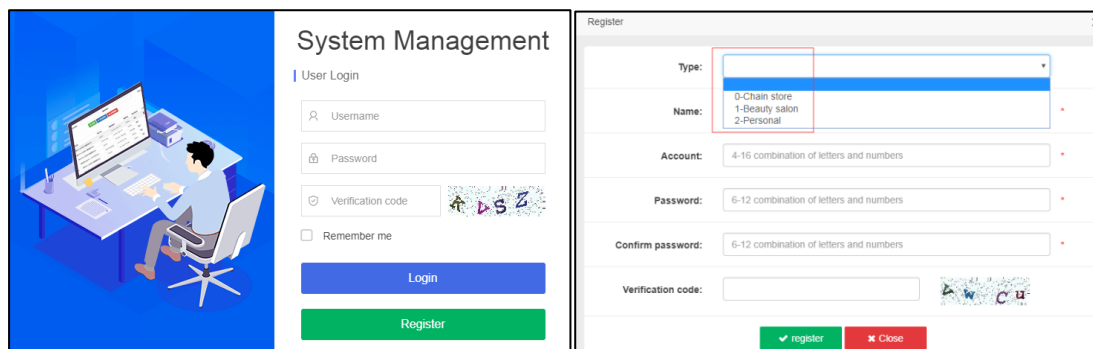 System Management
User Login
Username
Password
Verification code
A D S Z
Remember me
Login
Register
Register
Type:
0-Chain store
1-Beauty salon
2-Personal
Name: *
Account: 4-16 combination of letters and numbers *
Password: 6-12 combination of letters and numbers *
Confirm password: 6-12 combination of letters and numbers *
Verification code:
register
Close